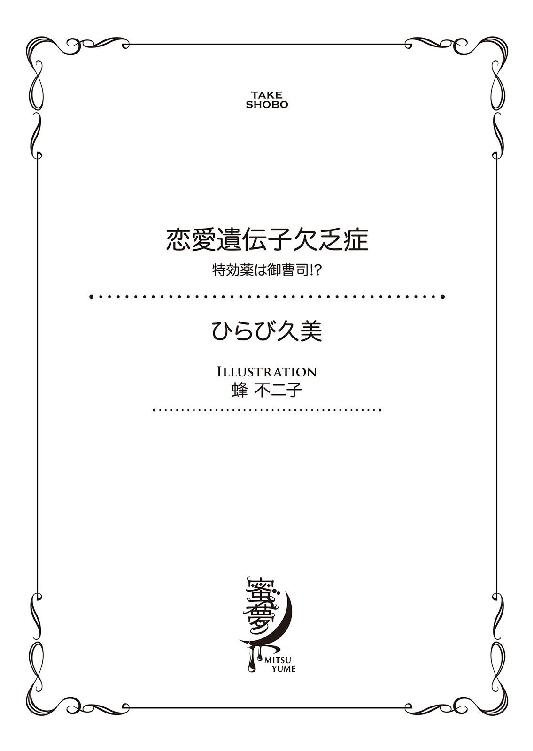 TAKE
SHOBO
恋愛遺伝子欠乏症
特効薬は御曹司!?
ひらび久美
ILLUSTRATION
蜂 不二子
蜜夢
MITSU
YUME